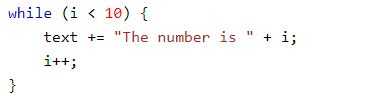 while (i < 10) {
    text += "The number is " + i;
    i++;
}